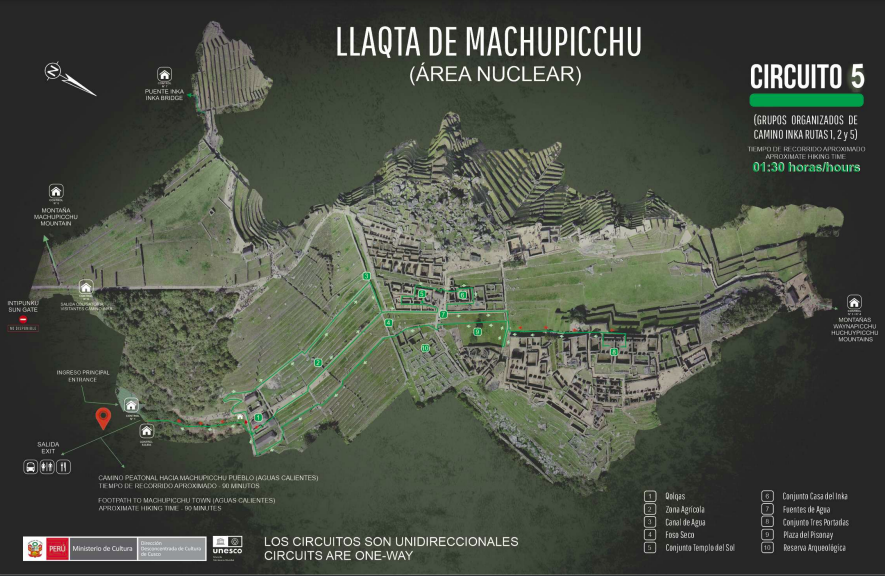 LLAQTA DE MACHUPICCHU
(ÁREA NUCLEAR)
CIRCUITO 5
(GRUPOS ORGANIZADOS DE
CAMINO INKA RUTAS 1, 2 y 5)
TIEMPO DE RECORRIDO APROXIMADO
APROXIMATE HIKING TIME
01:30 horas/hours
N
PUENTE INKA
INKA BRIDGE
MONTAÑA
MACHUPICCHU
MOUNTAIN
INTIPUNKU
SUN GATE
NO DISPONIBLE
INGRESO PRINCIPAL
ENTRANCE
SALIDA
EXIT
MONTAÑAS
WAYNAPICCHU
HUCHUYPICCHU
MOUNTAINS
3
5
6
7
4
9
10
8
2
1
CAMINO PEATONAL HACIA MACHUPICCHU PUEBLO (AGUAS CALIENTES)
TIEMPO DE RECORRIDO APROXIMADO - 90 MINUTOS
FOOTPATH TO MACHUPICCHU TOWN (AGUAS CALIENTES)
APROXIMATE HIKING TIME - 90 MINUTES
1 Qolqas
2 Zona Agrícola
3 Canal de Agua
4 Foso Seco
5 Conjunto Templo del Sol
6 Conjunto Casa del Inka
7 Fuentes de Agua
8 Conjunto Tres Portadas
9 Plaza del Pisonay
10 Reserva Arqueológica
PERÚ
Ministerio de Cultura
Dirección
Desconcentrada de Cultura
de Cusco
unesco
LOS CIRCUITOS SON UNIDIRECCIONALES
CIRCUITS ARE ONE-WAY